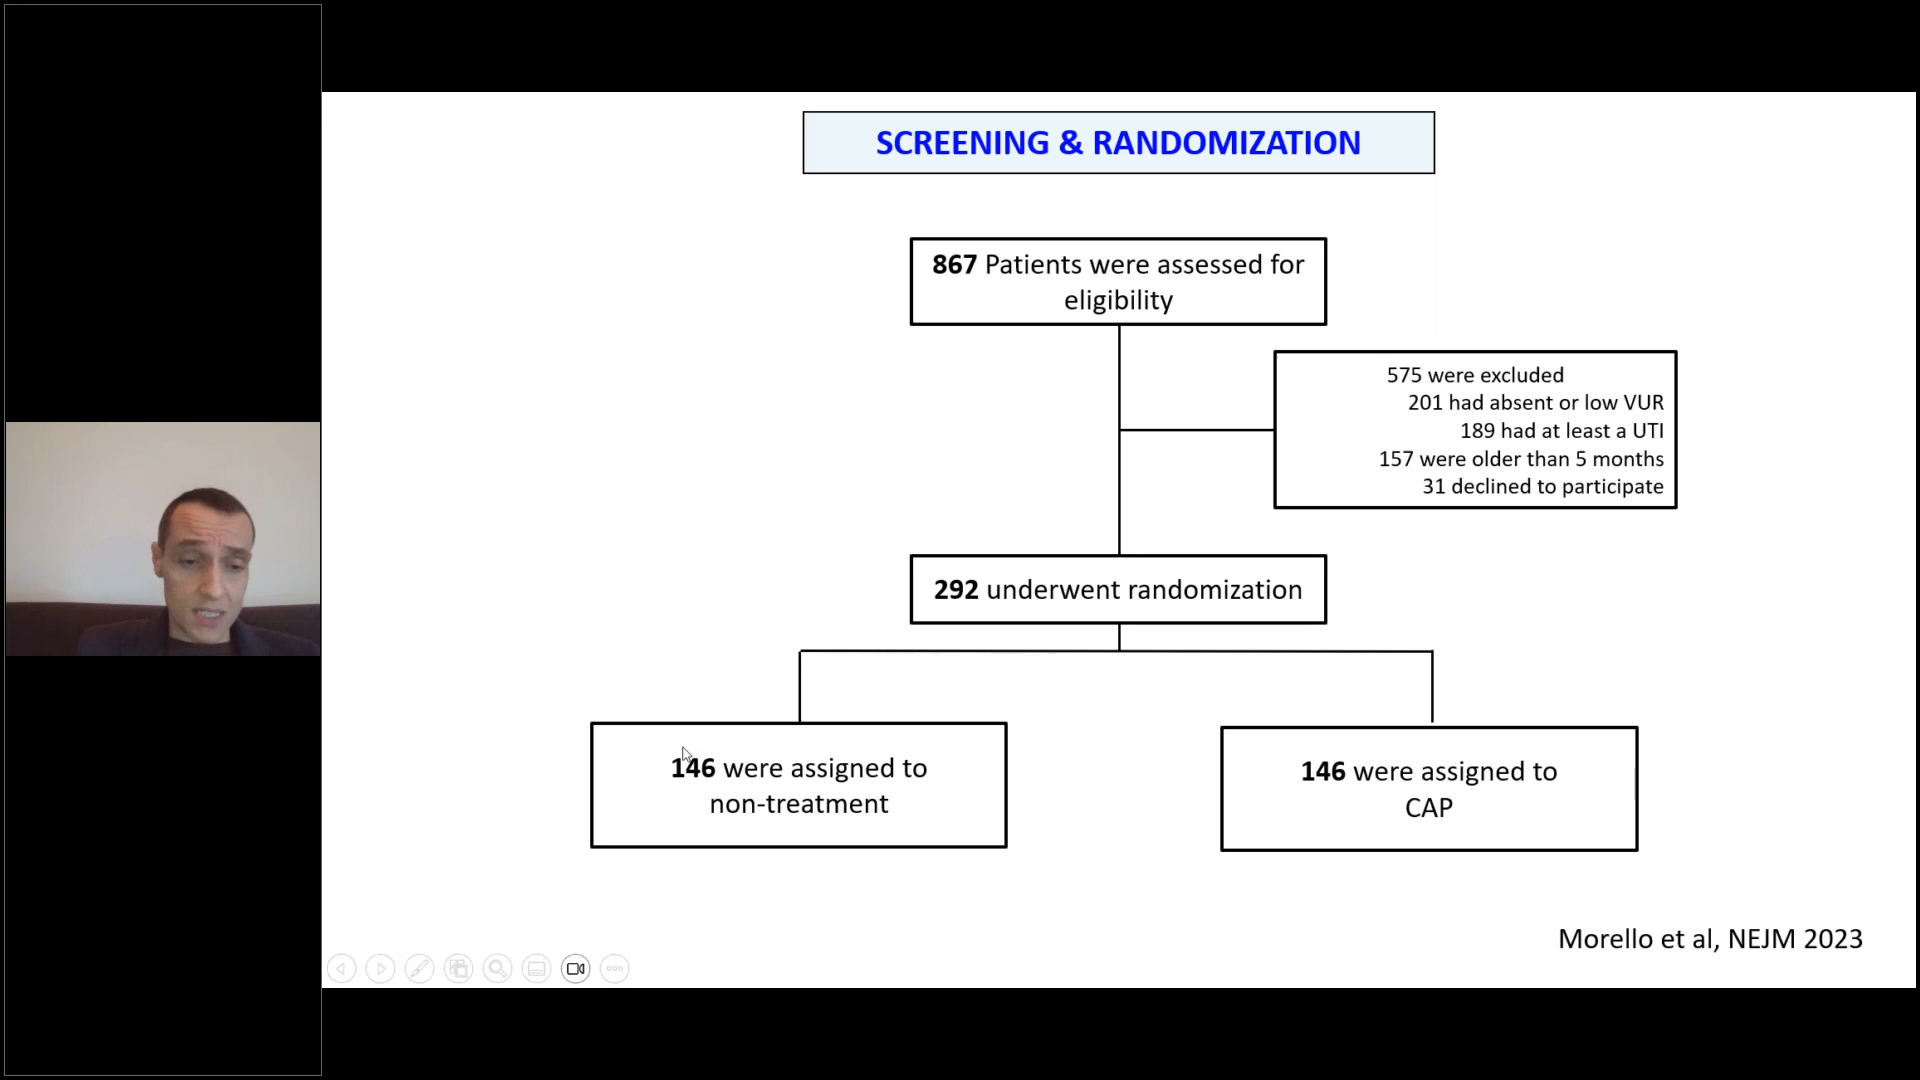 SCREENING & RANDOMIZATION
867 Patients were assessed for
eligibility
575 were excluded
201 had absent or low VUR
189 had at least a UTI
157 were older than 5 months
31 declined to participate
292 underwent randomization
146 were assigned to
non-treatment
146 were assigned to
CAP
Morello et al, NEJM 2023